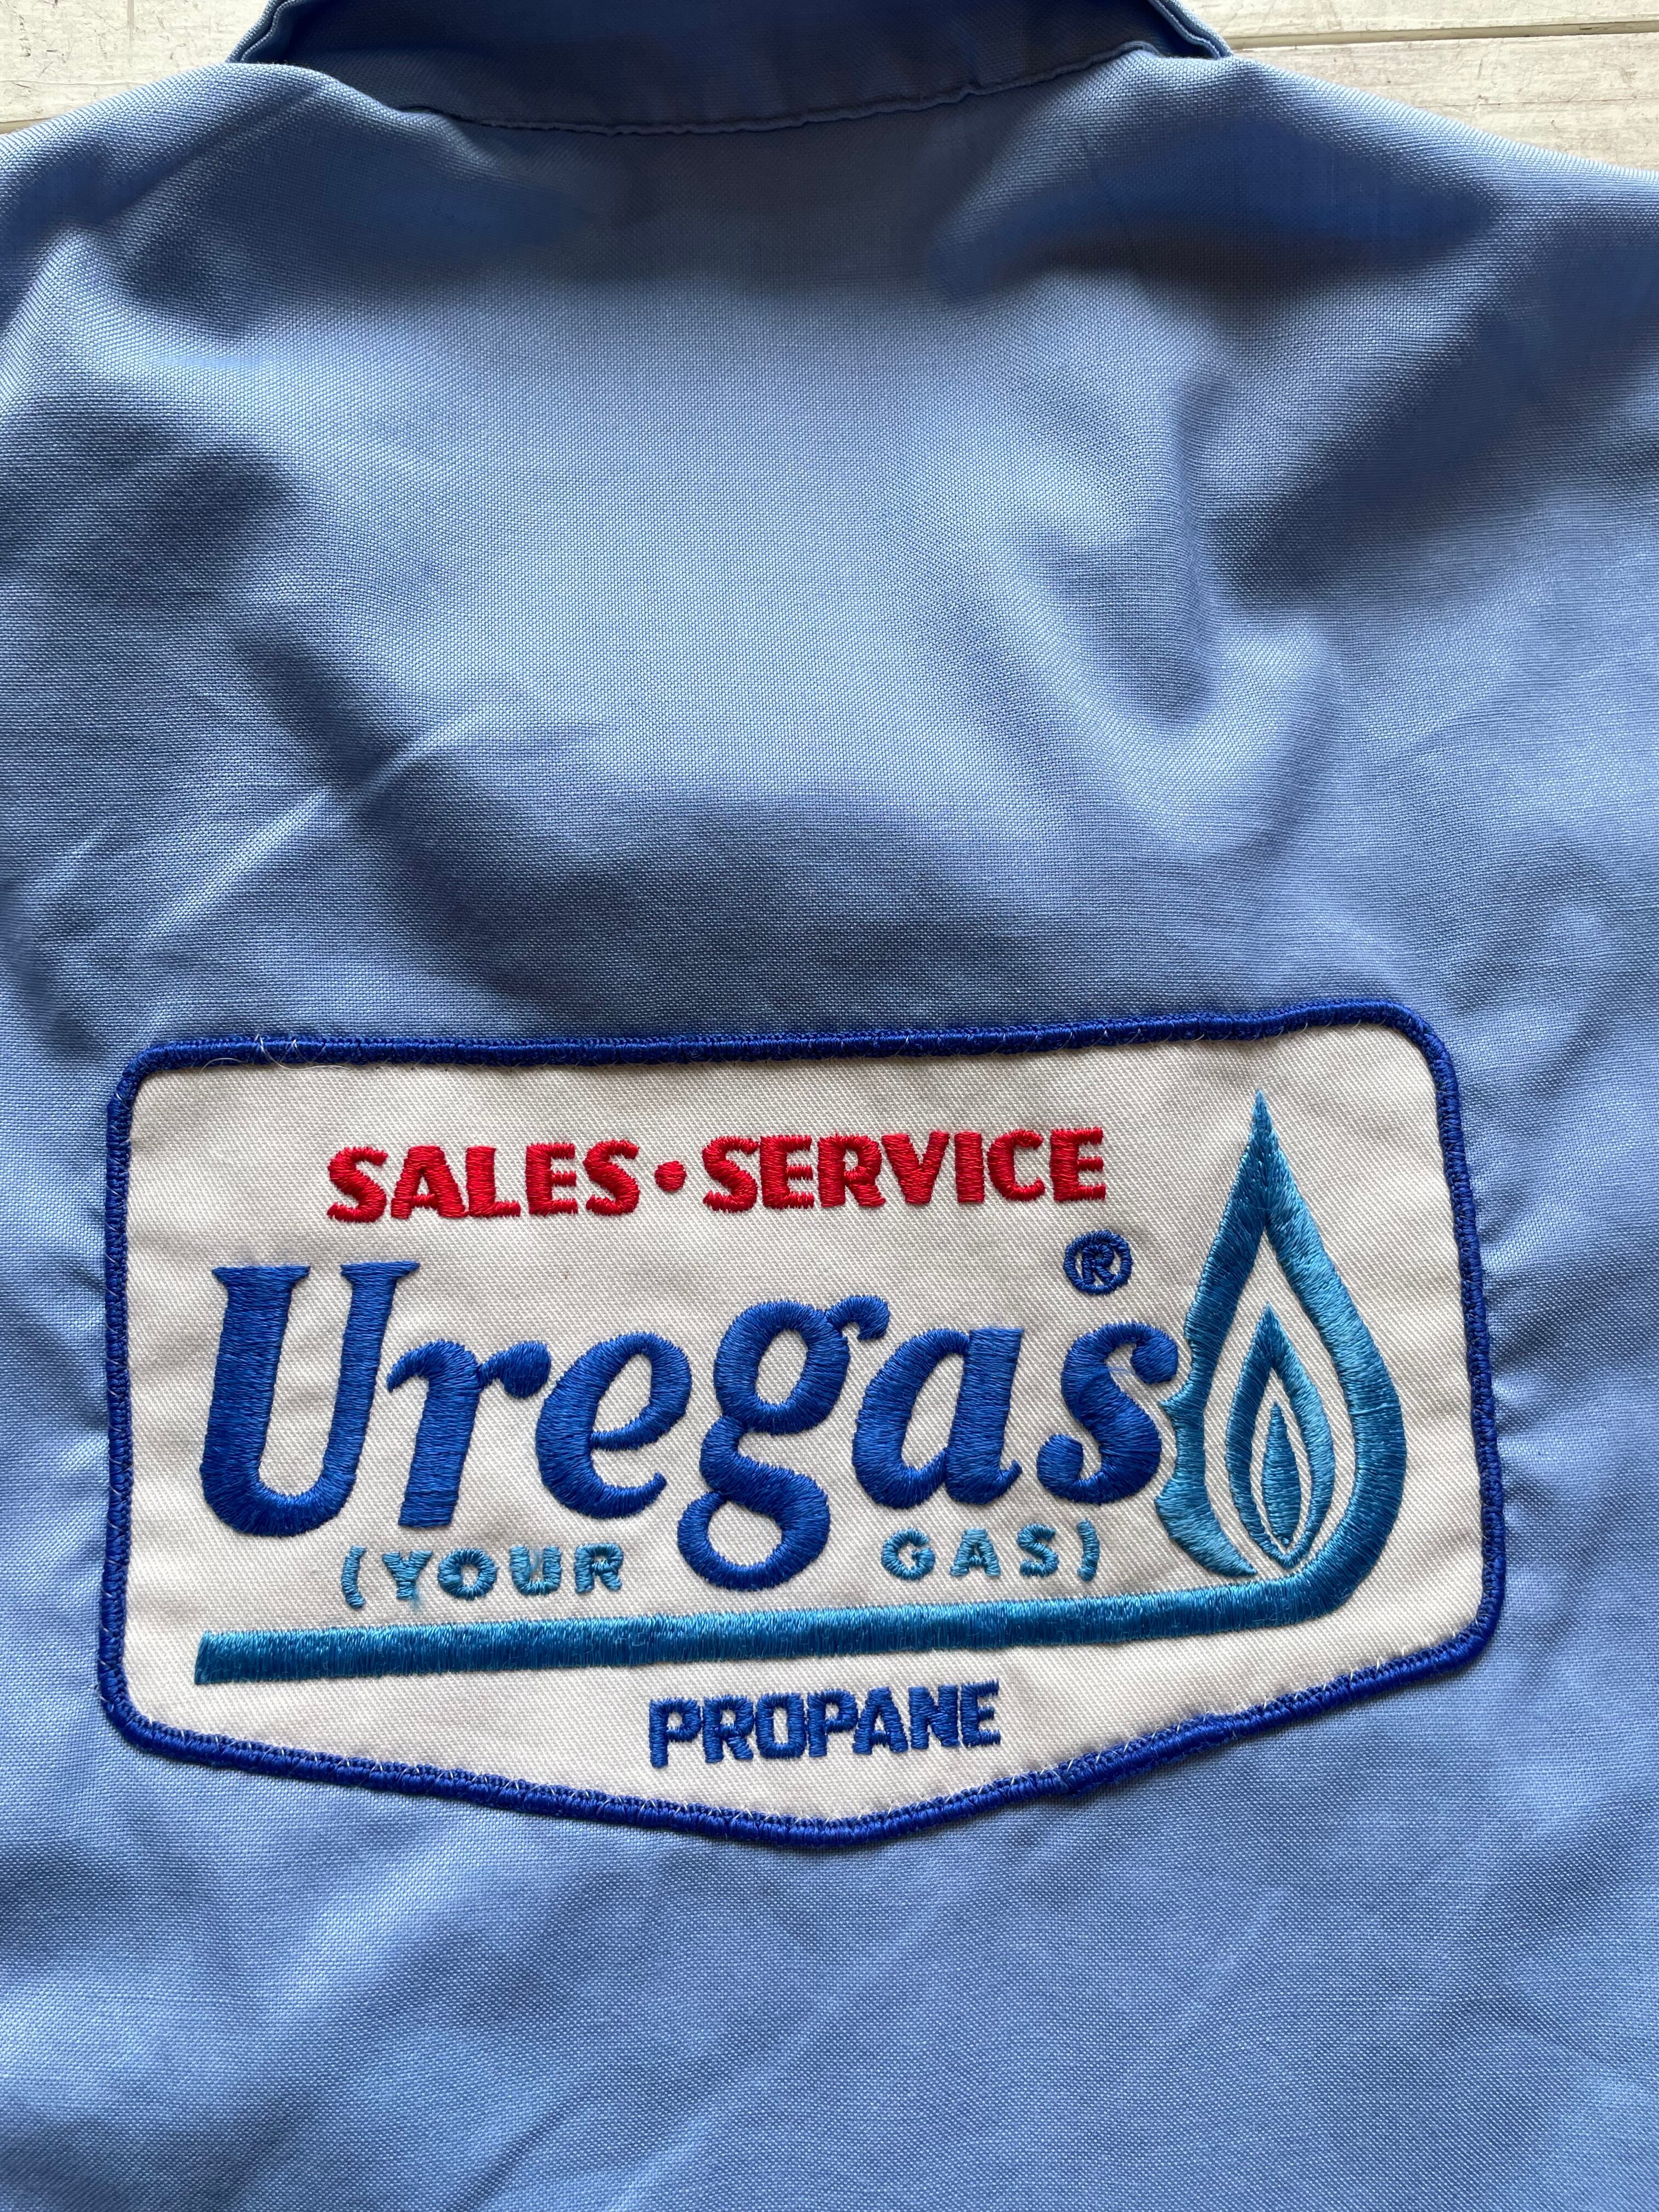 SALES•SERVICE
Uregas®
(YOUR GAS)
PROPANE